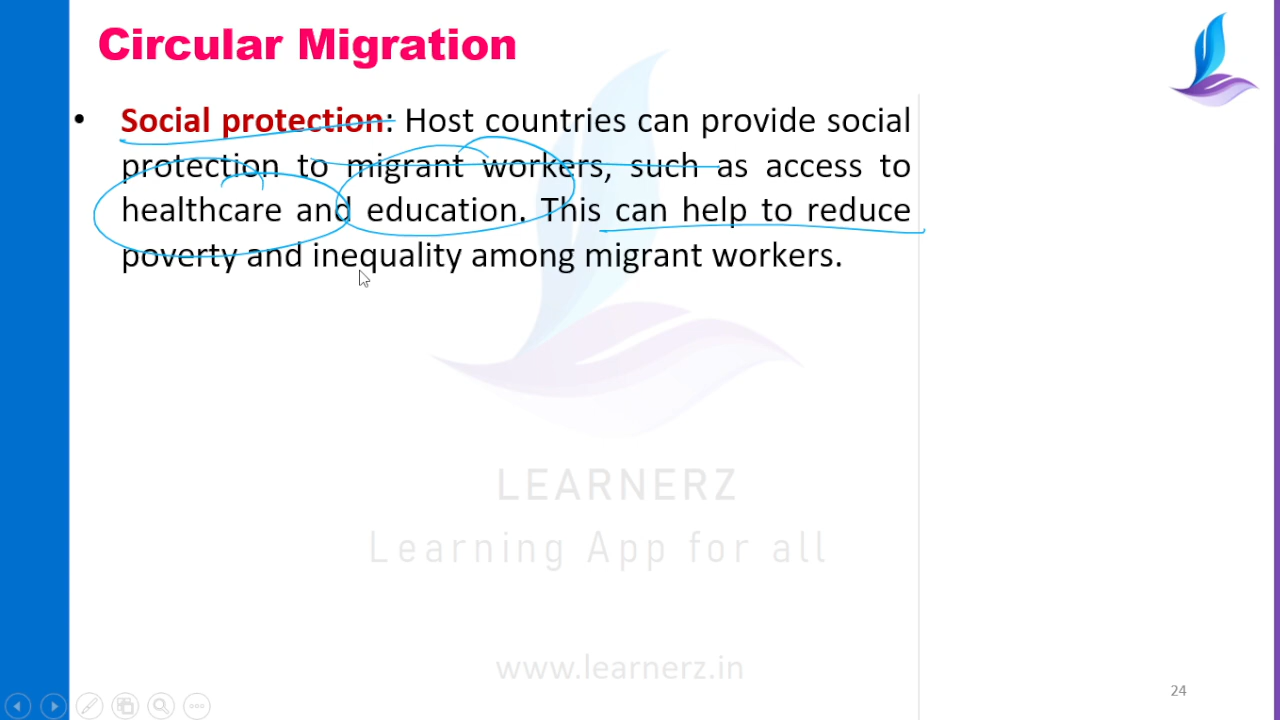 Circular Migration
• Social protection: Host countries can provide social
protection to migrant workers, such as access to
healthcare and education. This can help to reduce
poverty and inequality among migrant workers.
LEARNERZ
Learning App for all
www.learnerz.in
24